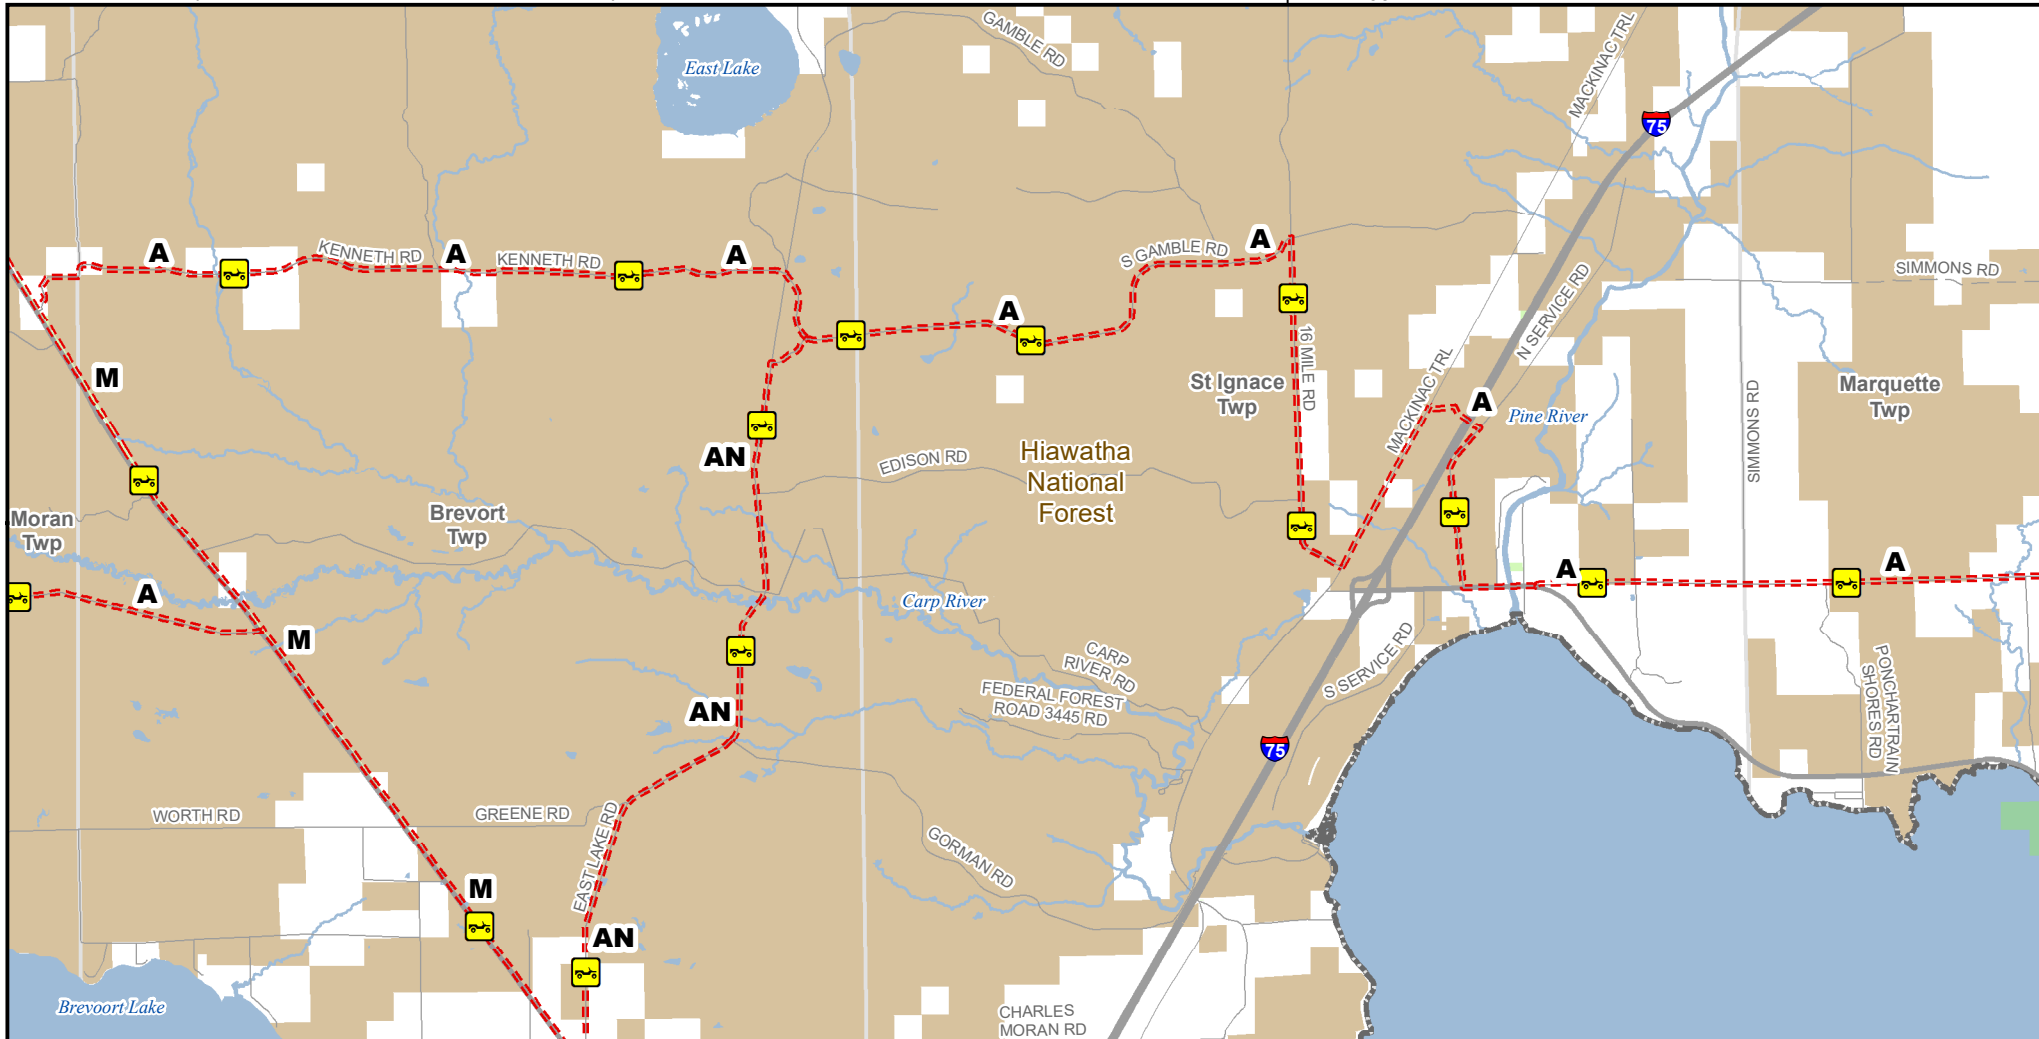 GAMBLE RD
MACKINAC TRL
East Lake
75
A
KENNETH RD
A
KENNETH RD
A
S GAMBLE RD
A
SIMMONS RD
N SERVICE RD
A
16 MILE RD
M
St Ignace
Twp
MACKINAC TRL
A
Pine River
SIMMONS RD
Marquette
Twp
AN
EDISON RD
Hiawatha
National
Forest
Moran
Twp
Brevort
Twp
A
A
A
Carp River
M
CARP
RIVER RD
S SERVICE RD
FEDERAL FOREST
ROAD 3445 RD
PONCHARTRAIN
SHORES RD
AN
75
WORTH RD
GREENE RD
EAST LAKE RD
GORMAN RD
M
AN
Brevoort Lake
CHARLES
MORAN RD